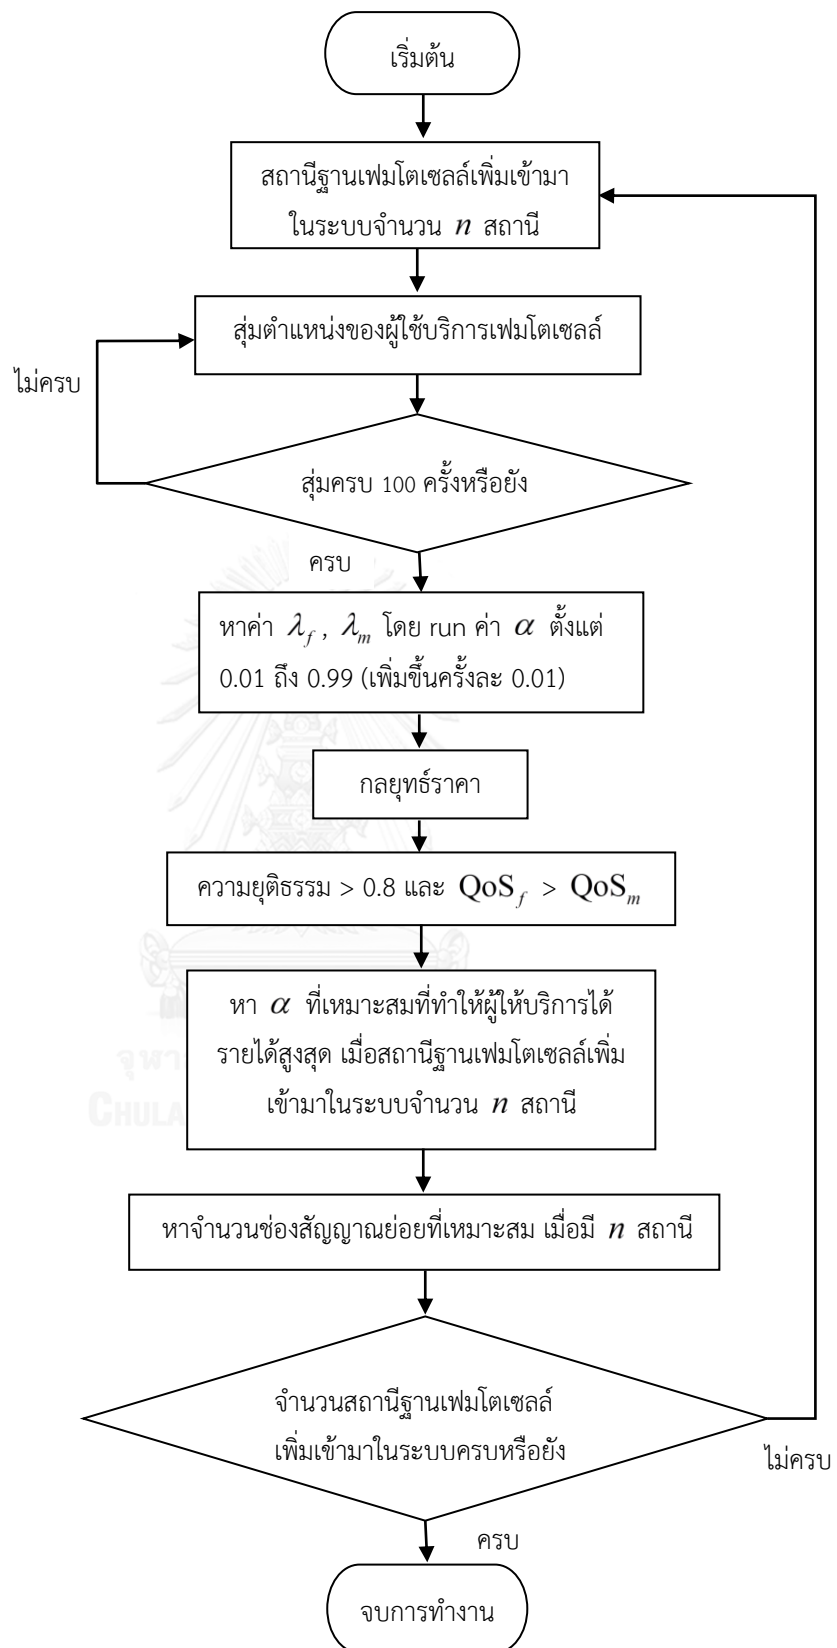 เริ่มต้น
สถานีฐานเฟมโตเซลล์เพิ่มเข้ามา
ในระบบจำนวน n สถานี
สุ่มตำแหน่งของผู้ใช้บริการเฟมโตเซลล์
ไม่ครบ
สุ่มครบ 100 ครั้งหรือยัง
ครบ
หาค่า λf , λm โดย run ค่า α ตั้งแต่
0.01 ถึง 0.99 (เพิ่มขึ้นครั้งละ 0.01)
กลยุทธ์ราคา
ความยุติธรรม > 0.8 และ QoSf > QoSm
หา α ที่เหมาะสมที่ทำให้ผู้ให้บริการได้
รายได้สูงสุด เมื่อสถานีฐานเฟมโตเซลล์เพิ่ม
เข้ามาในระบบจำนวน n สถานี
จุฬา
CHULA
หาจำนวนช่องสัญญาณย่อยที่เหมาะสม เมื่อมี n สถานี
จำนวนสถานีฐานเฟมโตเซลล์
เพิ่มเข้ามาในระบบครบหรือยัง
ไม่ครบ
ครบ
จบการทำงาน